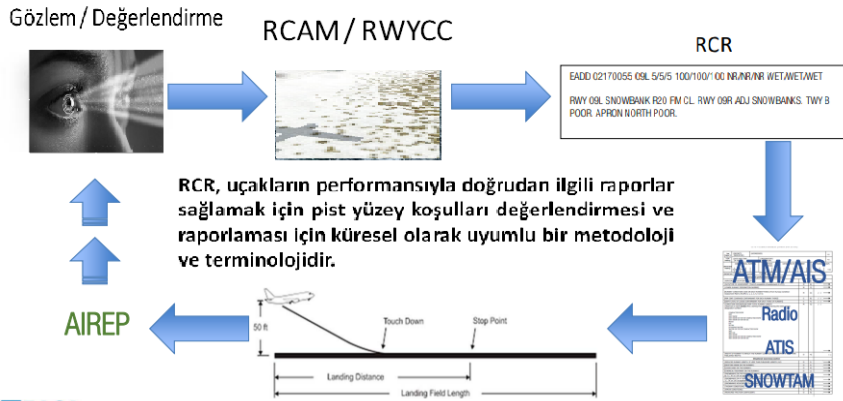 Gözlem / Değerlendirme
RCAM / RWYCC
RCR
EADD 02170055 09L 5/5/5 100/100/100 NR/NR/NR WET/WET/WET
RWY 09L SNOWBANK R20 FM CL. RWY 09R ADJ SNOWBANKS. TWY B
POOR. APRON NORTH POOR.
RCR, uçakların performansıyla doğrudan ilgili raporlar
sağlamak için pist yüzey koşulları değerlendirmesi ve
raporlaması için küresel olarak uyumlu bir metodoloji
ve terminolojidir.
ATM/AIS
Radio
ATIS
SNOWTAM
AIREP
50 ft
Touch Down
Stop Point
Landing Distance
Landing Field Length